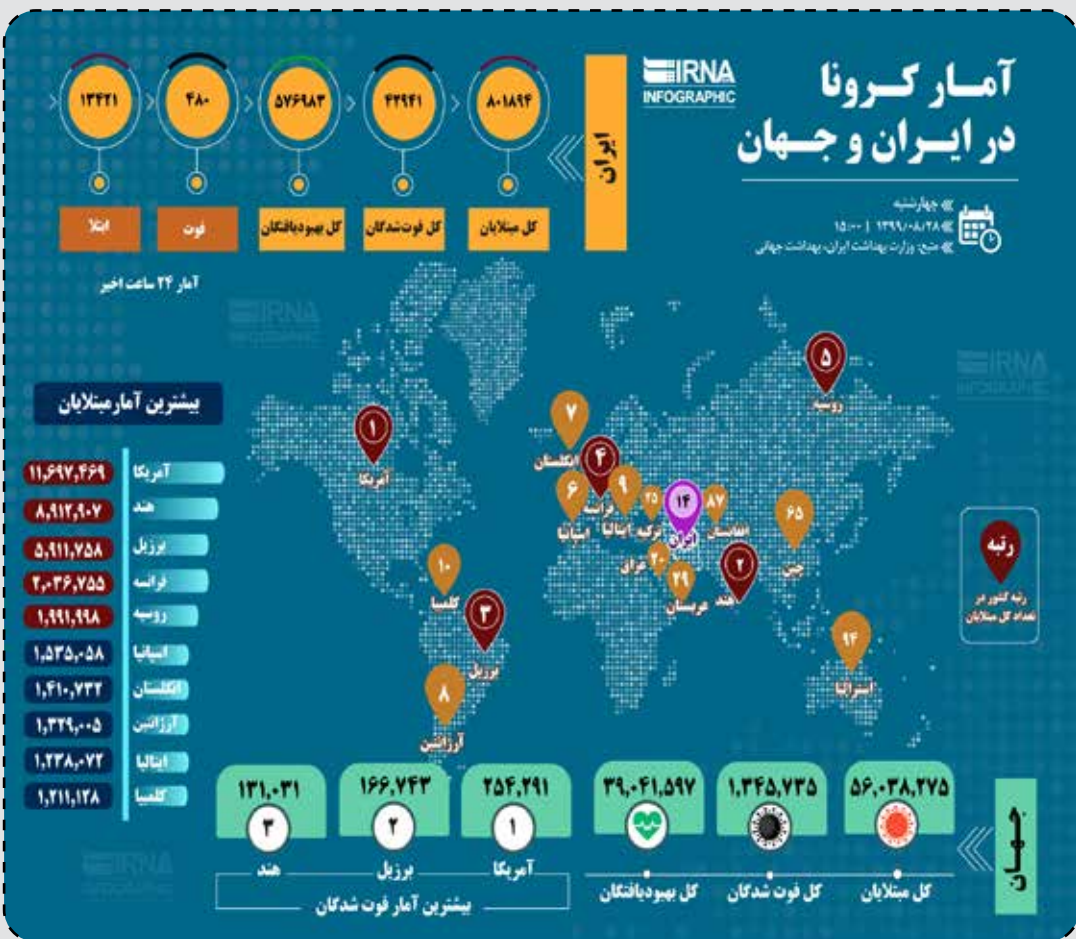 آمار کرونا
در ایران و جهان
IRNA
INFOGRAPHIC
چهارشنبه
۱۳۹۹/۰۸/۲۸ | ۱۵:۰۰
منبع: وزارت بهداشت ایران، بهداشت جهانی
ایران
۸۰۱۸۹۴
کل مبتلایان
۴۲۹۴۱
کل فوت‌شدگان
۵۷۶۹۸۳
کل بهبودیافتگان
۴۸۰
فوت
۱۳۴۲۱
ابتلا
آمار ۲۴ ساعت اخیر
IRNA
IRNA
INFOGRAPHIC
۵
روسیه
۱
آمریکا
۷
انگلستان
۴
فرانسه
۶
اسپانیا
۹
ایتالیا
۲۵
ترکیه
۱۴
ایران
۸۷
افغانستان
۶۵
چین
۲۰
عراق
۲۹
عربستان
۲
هند
۱۰
کلمبیا
۳
برزیل
۸
آرژانتین
۹۴
استرالیا
رتبه
رتبه کشور در
تعداد کل مبتلایان
بیشترین آمار مبتلایان
آمریکا ۱۱,۶۹۷,۴۶۹
هند ۸,۹۱۲,۹۰۷
برزیل ۵,۹۱۱,۷۵۸
فرانسه ۲,۰۳۶,۷۵۵
روسیه ۱,۹۹۱,۹۹۸
اسپانیا ۱,۵۳۵,۰۵۸
انگلستان ۱,۴۱۰,۷۳۲
آرژانتین ۱,۳۲۹,۰۰۵
ایتالیا ۱,۲۳۸,۰۷۲
کلمبیا ۱,۲۱۱,۱۲۸
جهان
۵۶,۰۳۸,۲۷۵
کل مبتلایان
۱,۳۴۵,۷۳۵
کل فوت شدگان
۳۹,۰۴۱,۵۹۷
کل بهبودیافتگان
۲۵۴,۲۹۱
۱
آمریکا
۱۶۶,۷۴۳
۲
برزیل
۱۳۱,۰۳۱
۳
هند
بیشترین آمار فوت شدگان